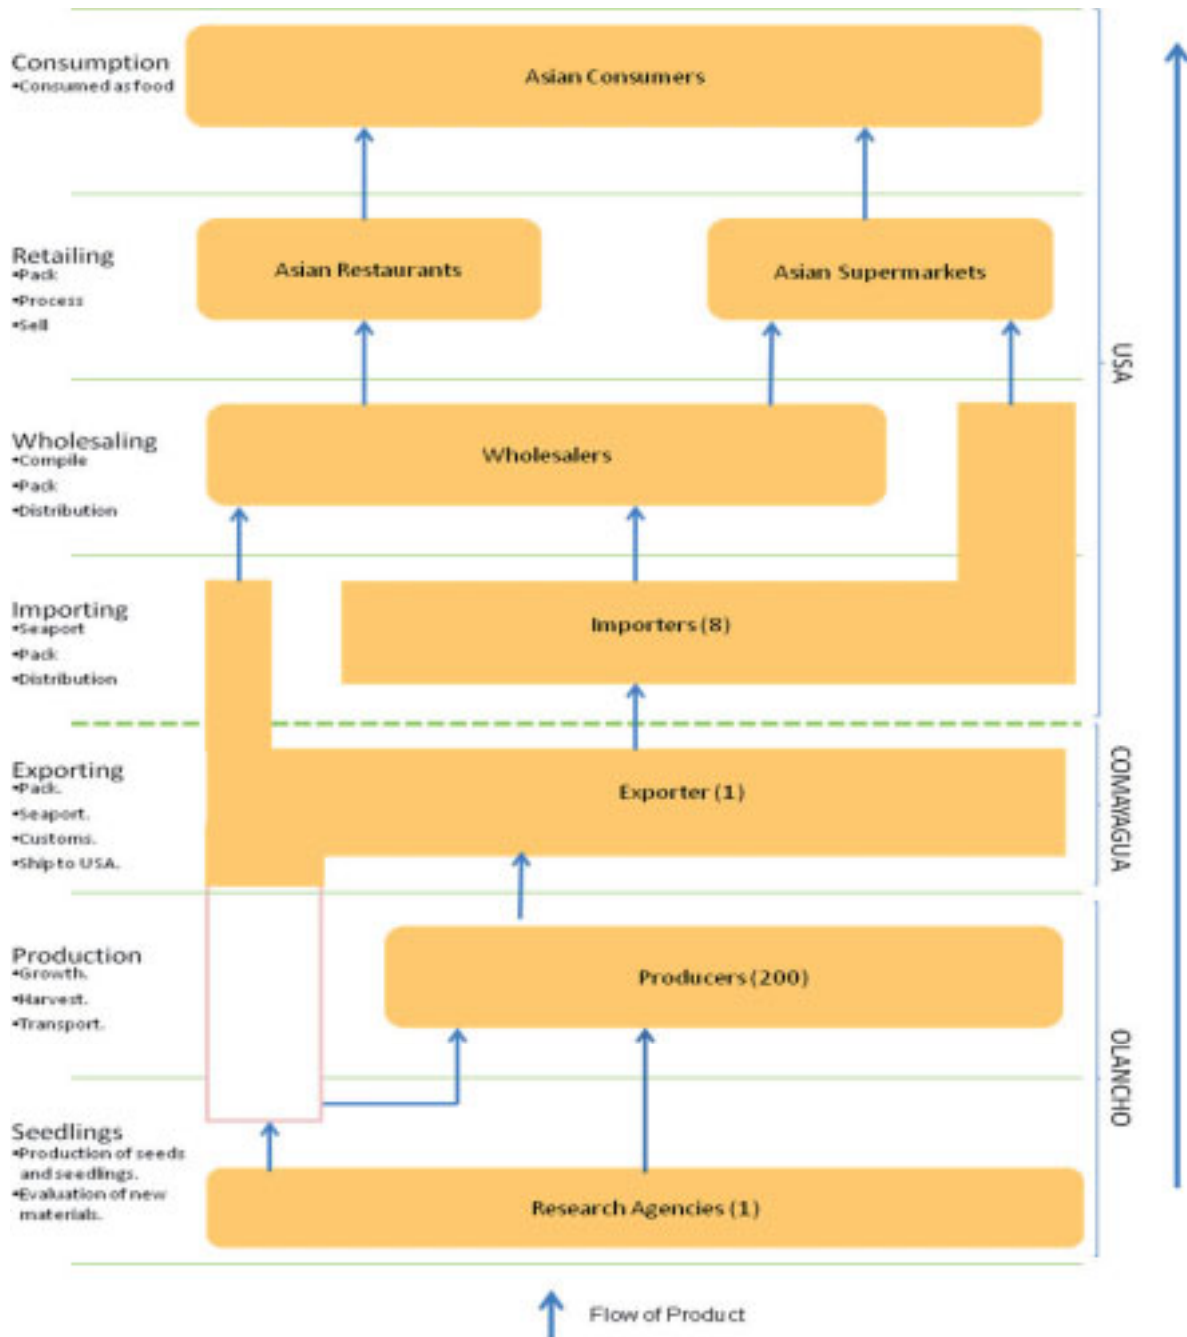 Consumption
•Consumed as food
Asian Consumers
Retailing
•Pack
•Process
•Sell
Asian Restaurants
Asian Supermarkets
USA
Wholesaling
•Compile
•Pack
•Distribution
Wholesalers
Importing
•Seaport
•Pack
•Distribution
Importers (8)
Exporting
•Pack.
•Seaport.
•Customs.
•Ship to USA.
Exporter (1)
COMAYAGUA
Production
•Growth.
•Harvest.
•Transport.
Producers (200)
OLANCHO
Seedlings
•Production of seeds
and seedlings.
•Evaluation of new
materials.
Research Agencies (1)
Flow of Product